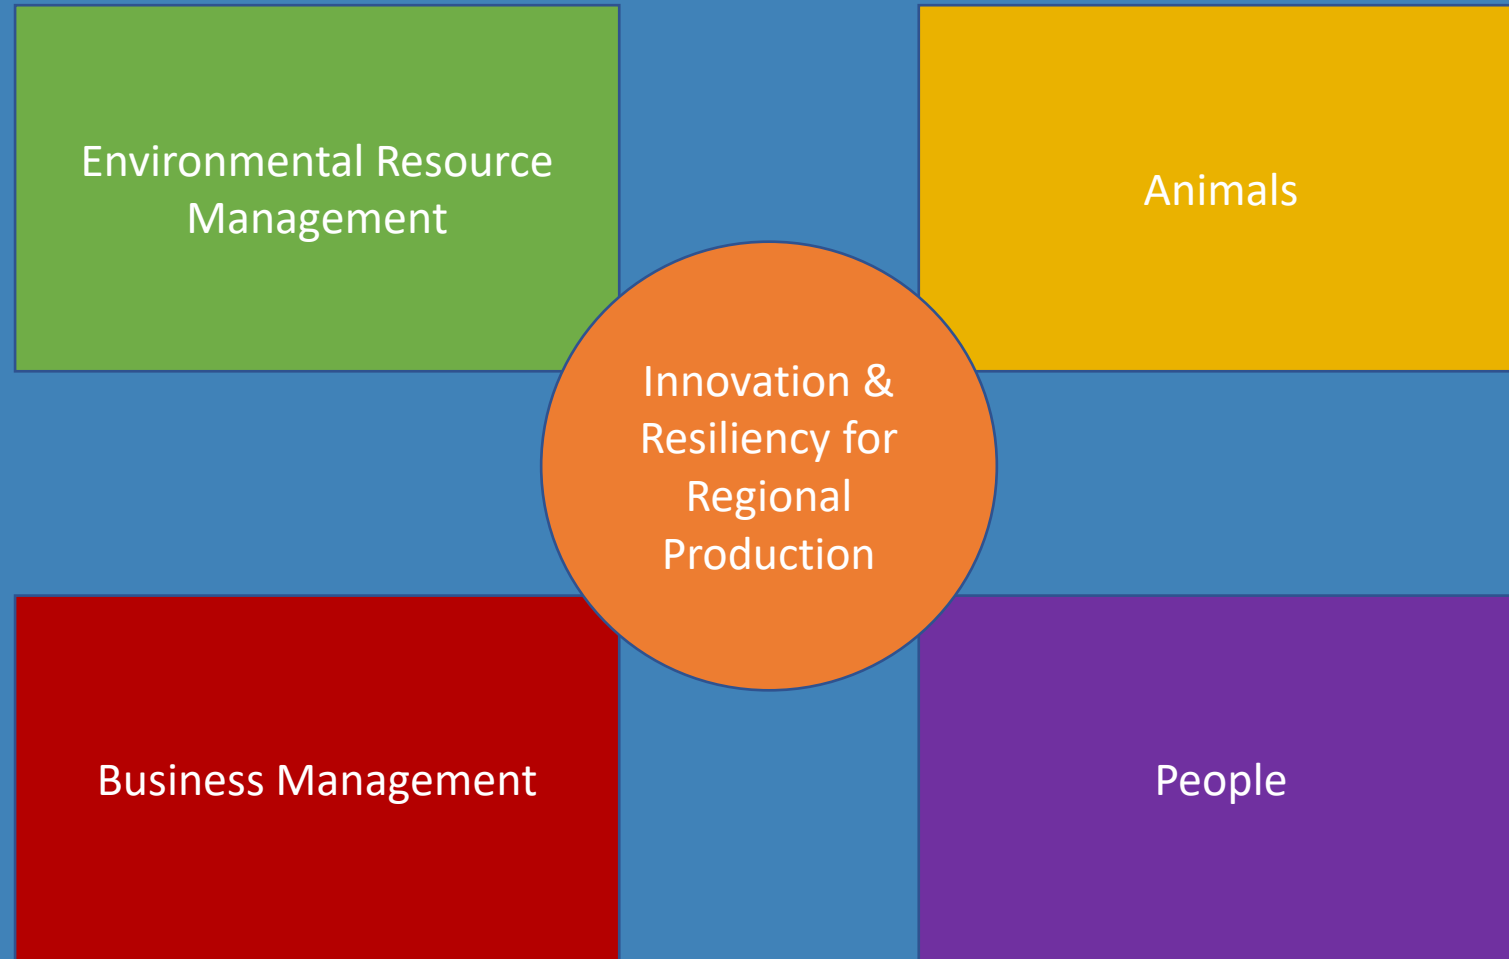 Environmental Resource
Management
Animals
Innovation &
Resiliency for
Regional
Production
Business Management
People